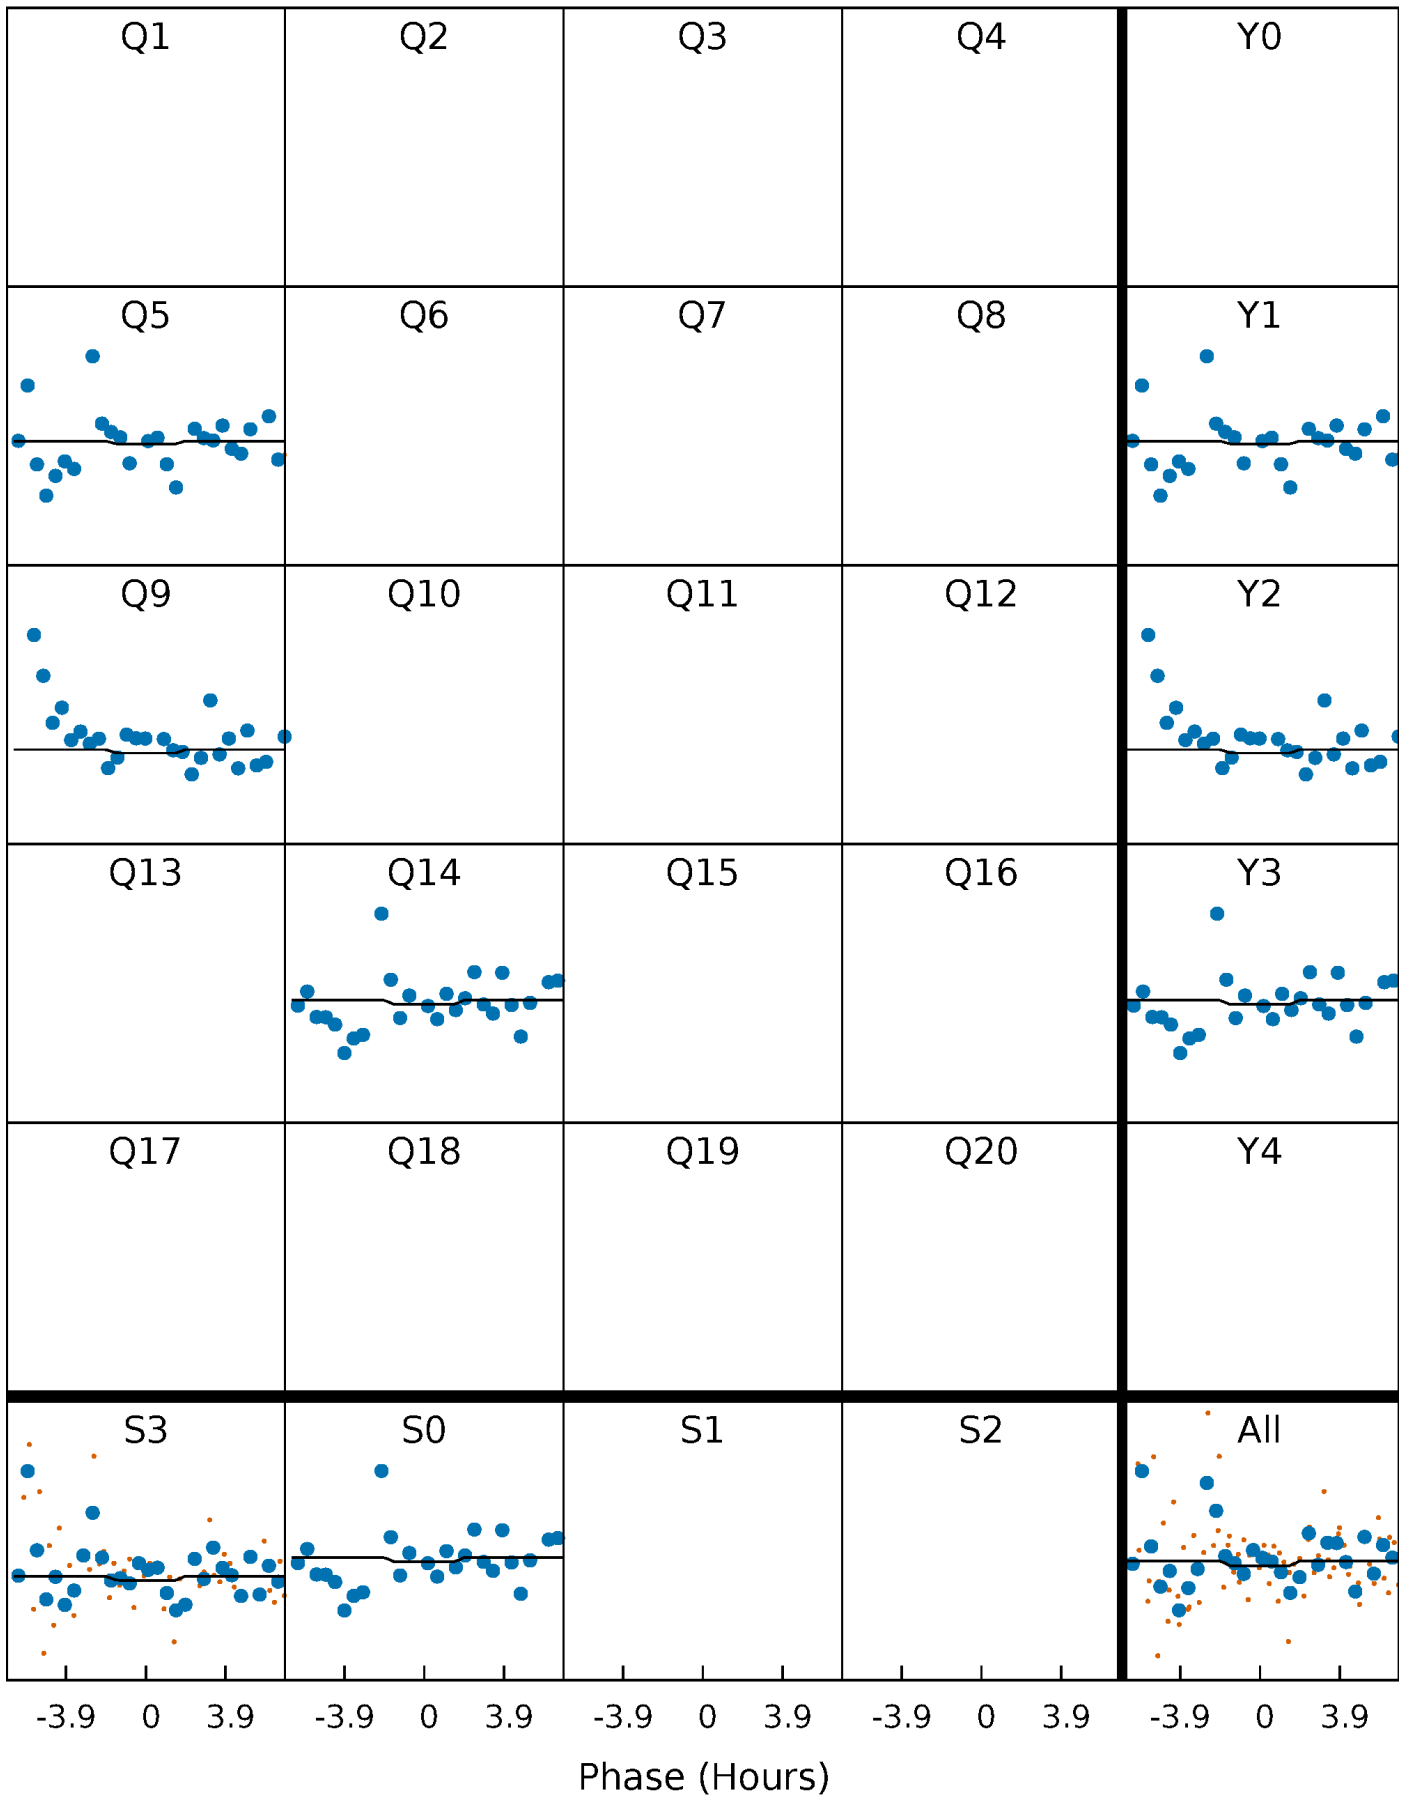 Q1 Q2 Q3 Q4 Y0
Q5 Q6 Q7 Q8 Y1
Q9 Q10 Q11 Q12 Y2
Q13 Q14 Q15 Q16 Y3
Q17 Q18 Q19 Q20 Y4
S3 S0 S1 S2 All
-3.9 0 3.9 -3.9 0 3.9 -3.9 0 3.9 -3.9 0 3.9 -3.9 0 3.9
Phase (Hours)